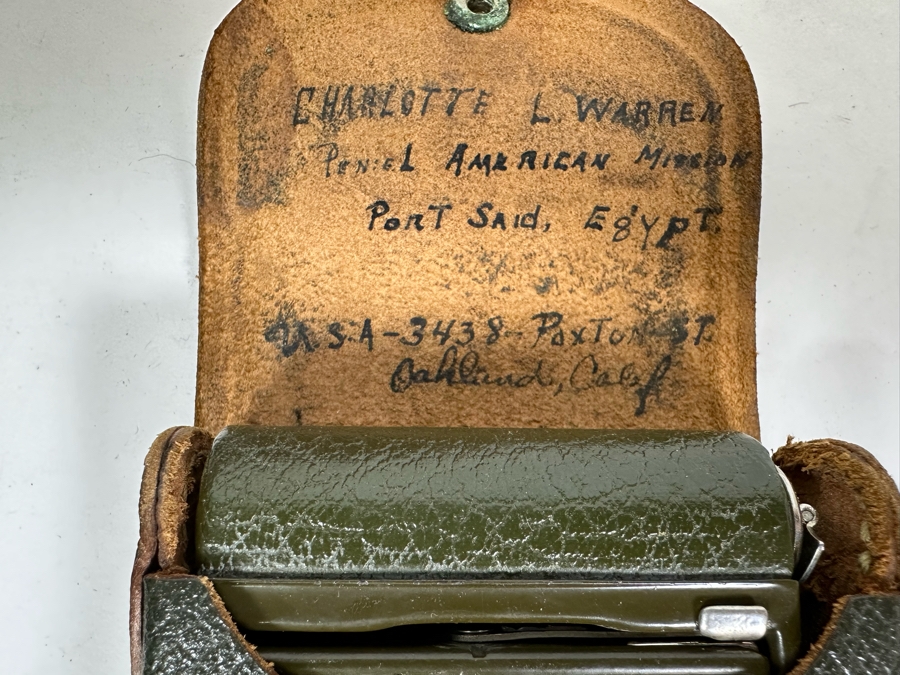 CHARLOTTE L. WARREN
PENiEL AMERICAN MISSION
PORT SAId, EgYPT.
U.S.A-3438-PAXTON ST.
Oakland, Calif